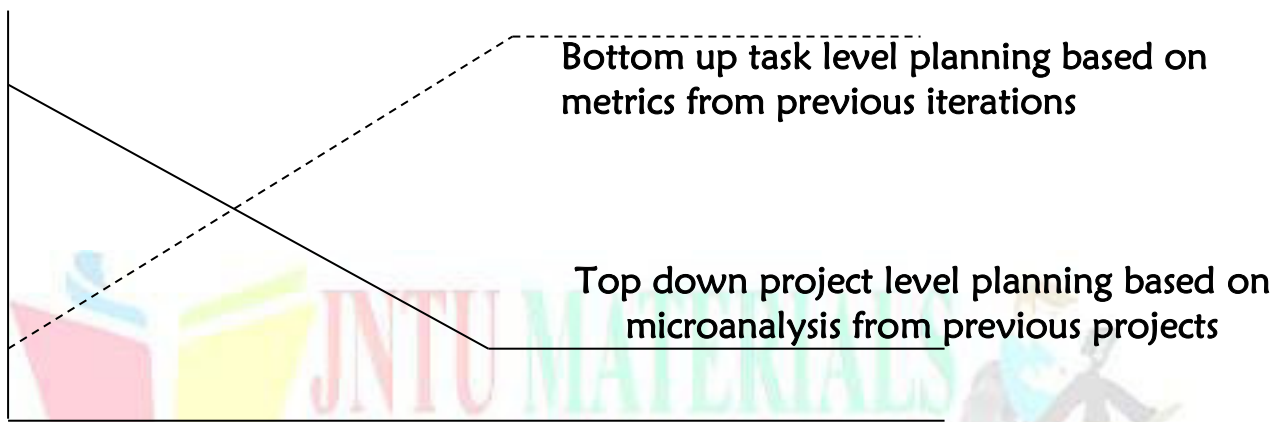 Bottom up task level planning based on
metrics from previous iterations
Top down project level planning based on
microanalysis from previous projects
JNTU MATERIALS